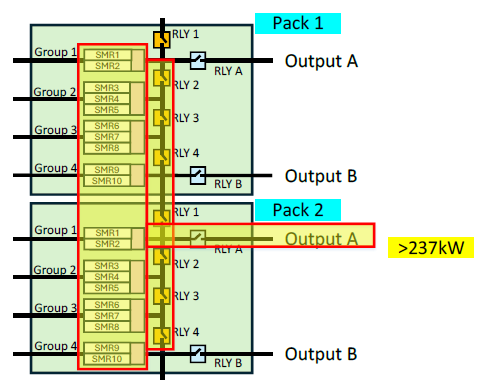 Pack 1
RLY 1
Group 1
SMR1
SMR2
RLY A
Output A
Group 2
SMR3
SMR4
SMR5
RLY 2
Group 3
SMR6
SMR7
SMR8
RLY 3
RLY 4
Group 4
SMR9
SMR10
RLY B
Output B
Pack 2
RLY 1
Group 1
SMR1
SMR2
RLY A
Output A
>237kW
Group 2
SMR3
SMR4
SMR5
RLY 2
Group 3
SMR6
SMR7
SMR8
RLY 3
RLY 4
Group 4
SMR9
SMR10
RLY B
Output B